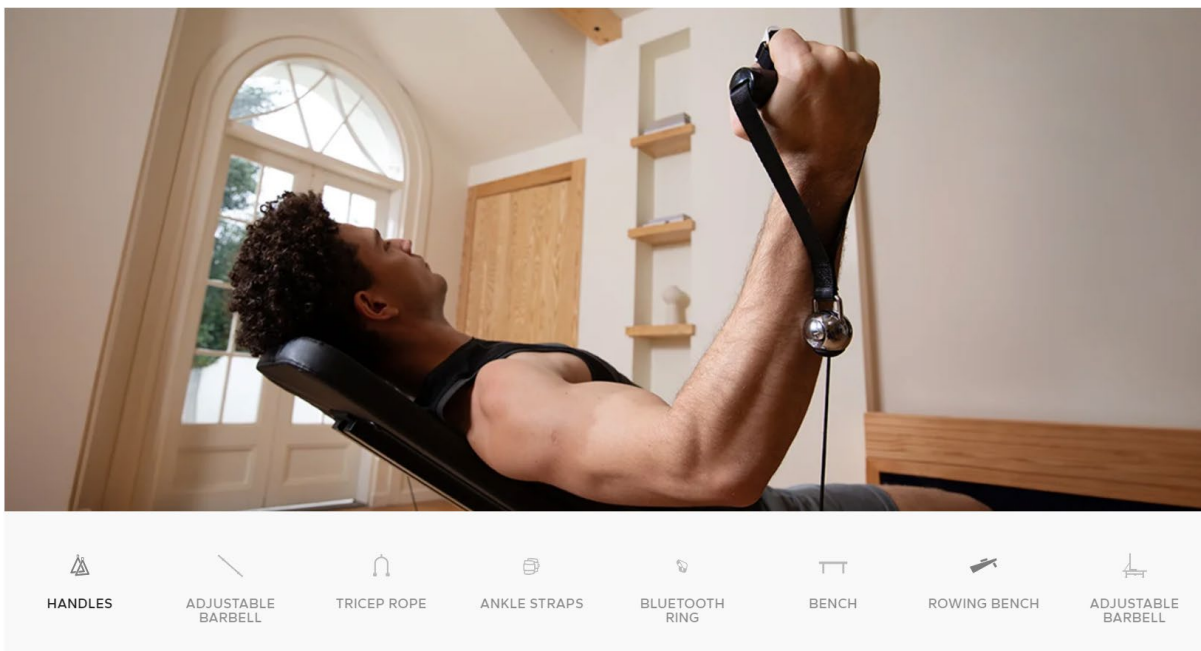 HANDLES
ADJUSTABLE
BARBELL
TRICEP ROPE
ANKLE STRAPS
BLUETOOTH
RING
BENCH
ROWING BENCH
ADJUSTABLE
BARBELL